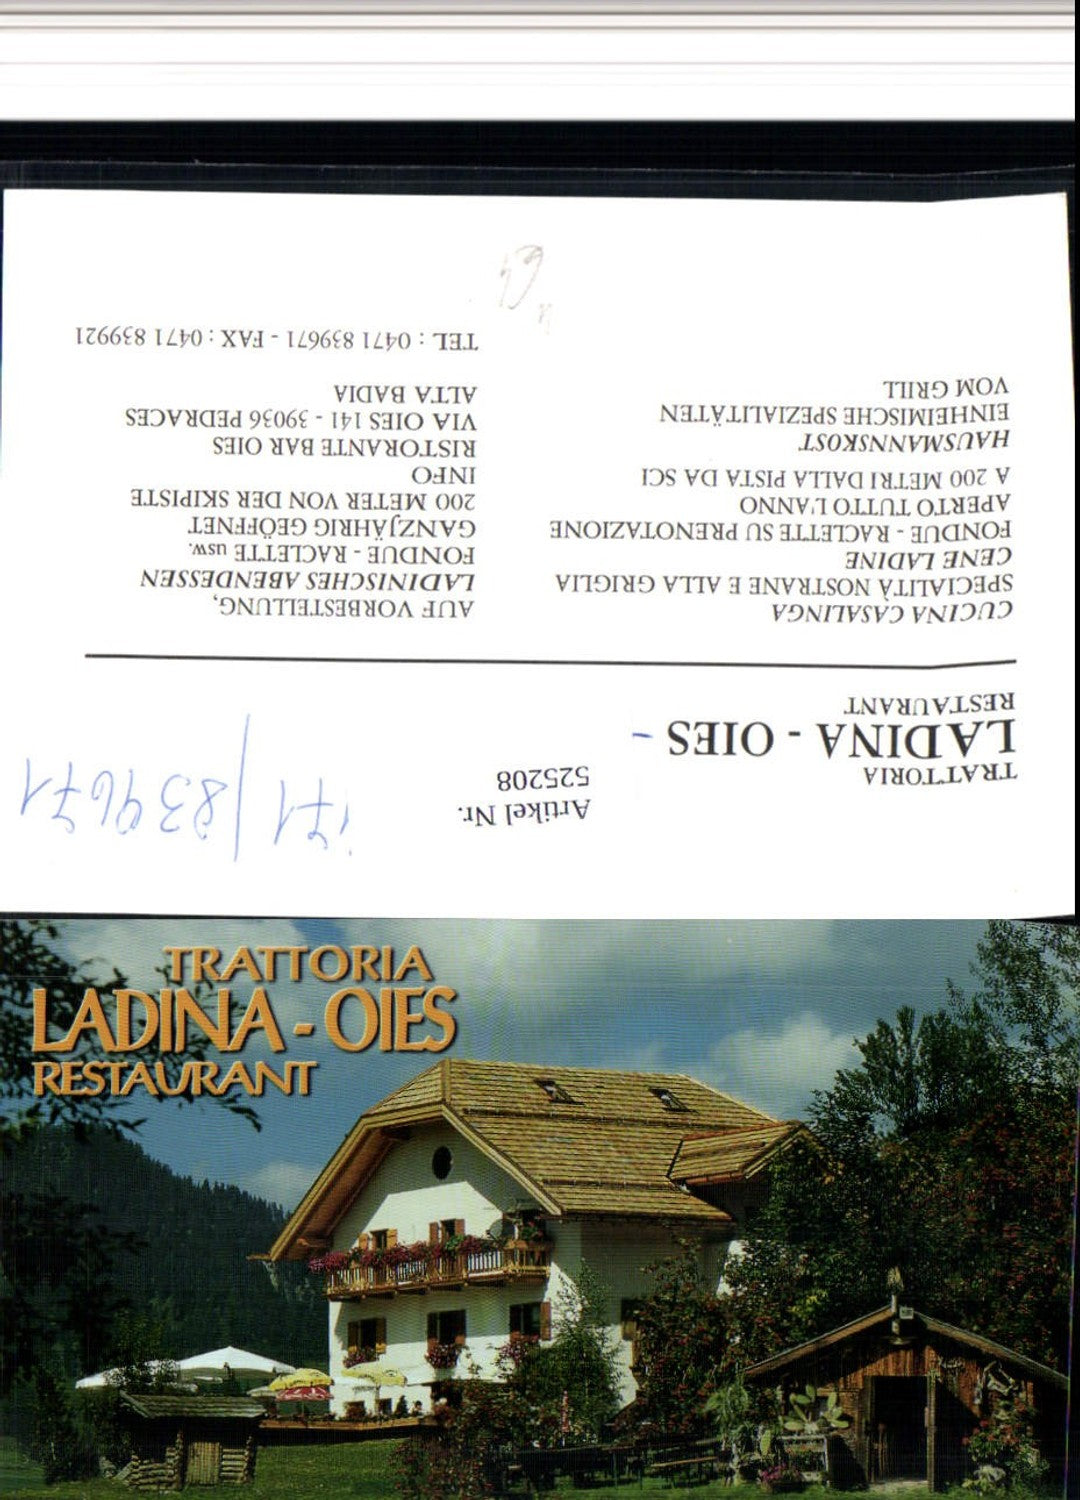 TRATTORIA
LADINA - OIES -
RESTAURANT
Artikel Nr.
525208
171/839671
CUCINA CASALINGA
SPECIALITÀ NOSTRANE E ALLA GRIGLIA
CENE LADINE
FONDUE - RACLETTE SU PRENOTAZIONE
APERTO TUTTO L'ANNO
A 200 METRI DALLA PISTA DA SCI
HAUSMANNSKOST
EINHEIMISCHE SPEZIALITÄTEN
VOM GRILL
AUF VORBESTELLUNG,
LADINISCHES ABENDESSEN
FONDUE - RACLETTE usw.
GANZJÄHRIG GEÖFFNET
200 METER VON DER SKIPISTE
INFO
RISTORANTE BAR OIES
VIA OIES 141 - 39036 PEDRACES
ALTA BADIA
TEL : 0471 839671 - FAX : 0471 839921
TRATTORIA
LADINA - OIES
RESTAURANT